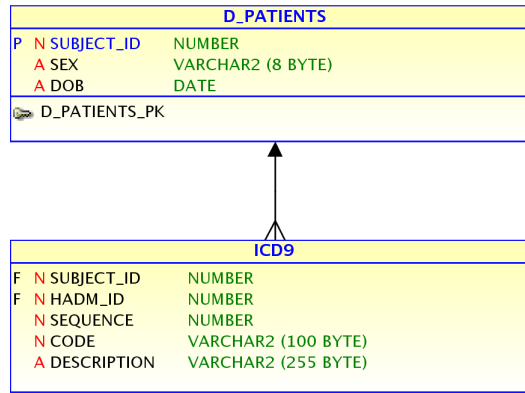 D_PATIENTS
P N SUBJECT_ID NUMBER
A SEX VARCHAR2 (8 BYTE)
A DOB DATE
D_PATIENTS_PK
ICD9
F N SUBJECT_ID NUMBER
F N HADM_ID NUMBER
N SEQUENCE NUMBER
N CODE VARCHAR2 (100 BYTE)
A DESCRIPTION VARCHAR2 (255 BYTE)